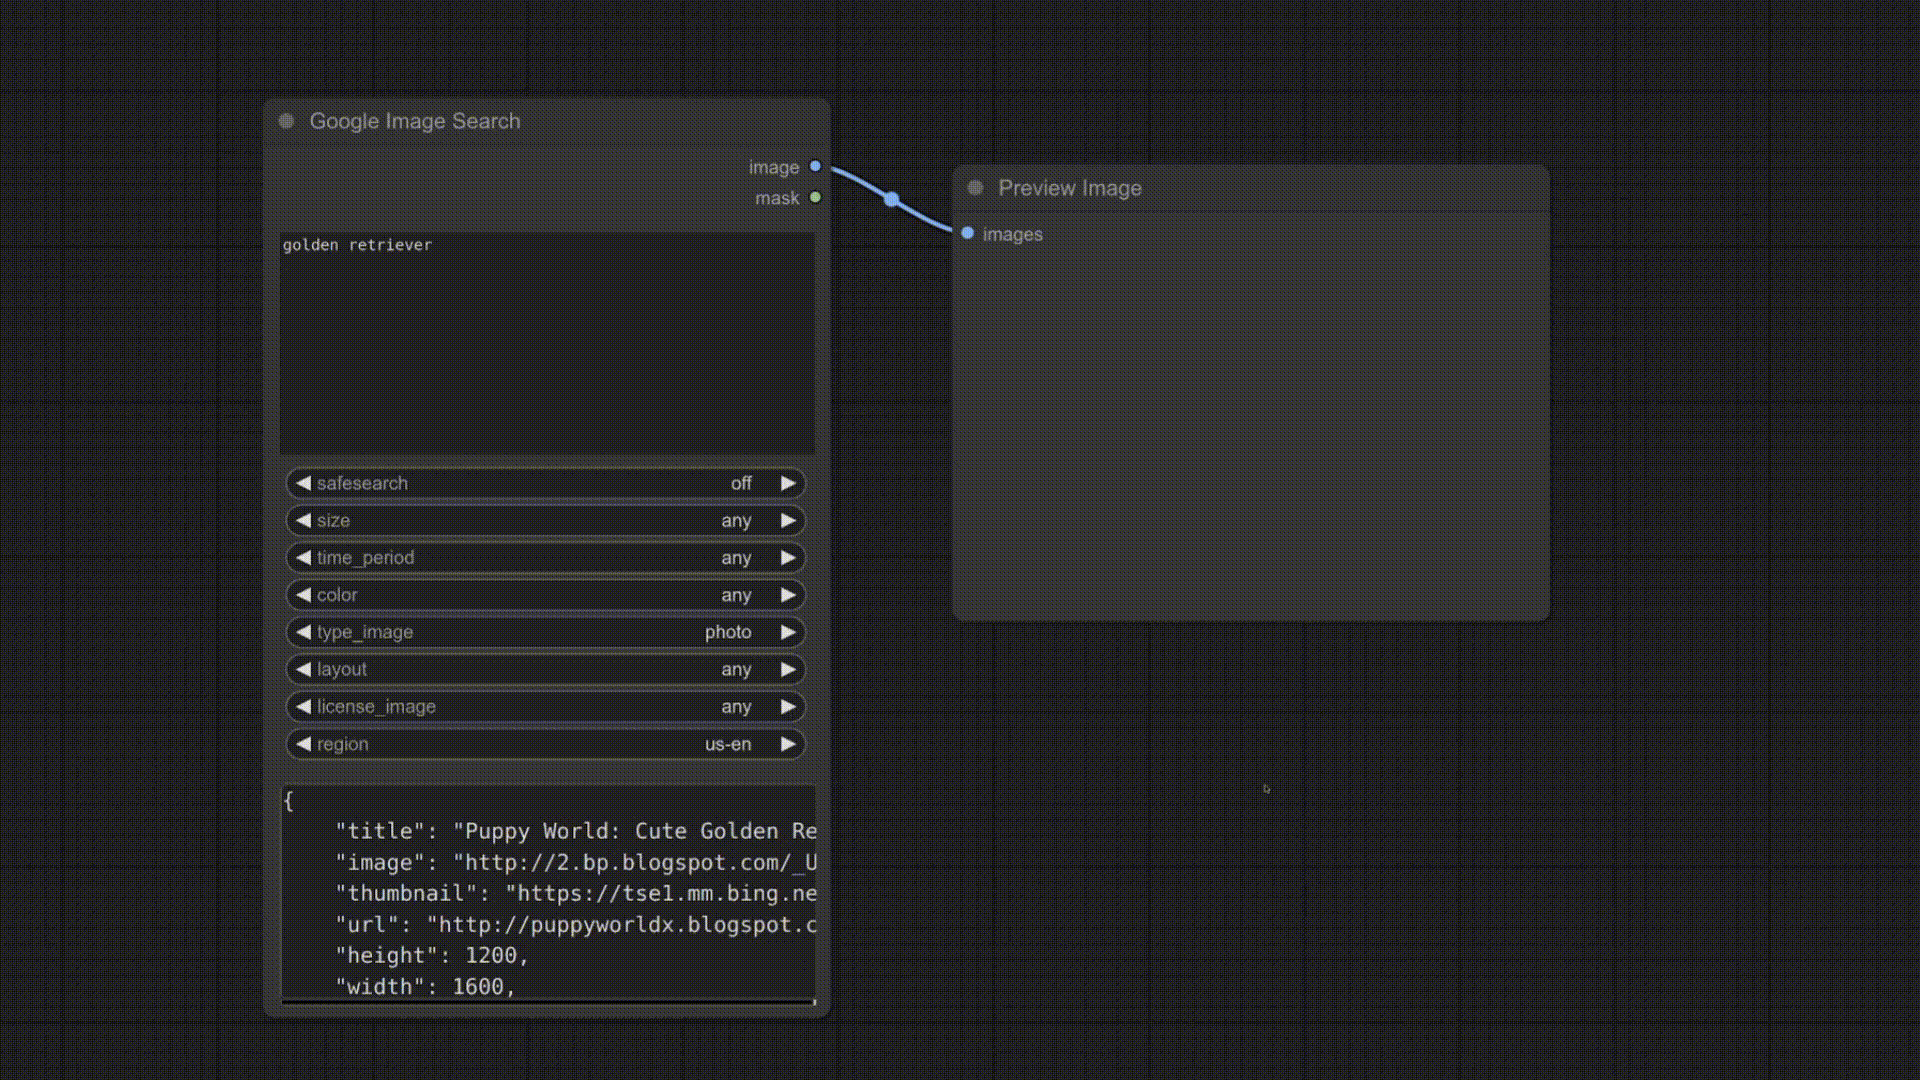 Google Image Search
image
mask
golden retriever
safesearch off
size any
time_period any
color any
type_image photo
layout any
license_image any
region us-en
{
"title": "Puppy World: Cute Golden Re
"image": "http://2.bp.blogspot.com/_U
"thumbnail": "https://tse1.mm.bing.ne
"url": "http://puppyworldx.blogspot.c
"height": 1200,
"width": 1600,
Preview Image
images